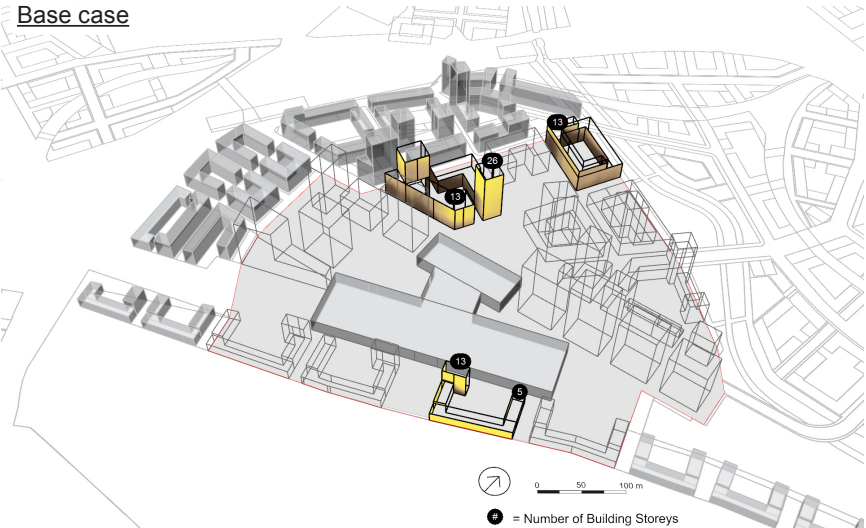 Base case
13
26
13
13
5
0 50 100 m
# = Number of Building Storeys